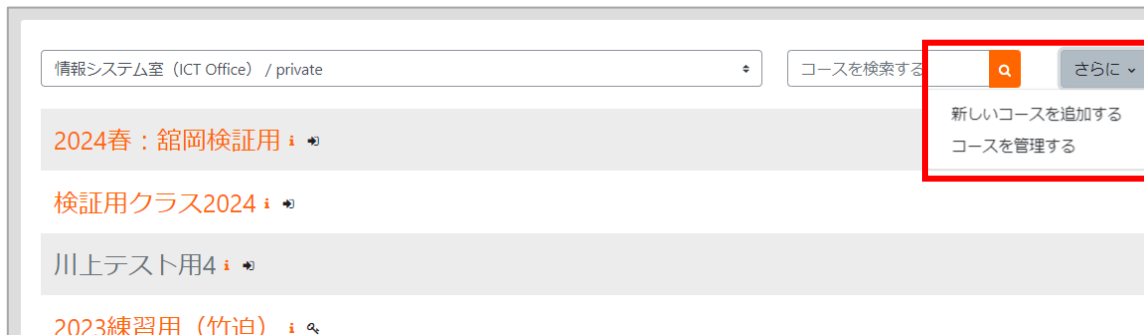 情報システム室（ICT Office） / private
コースを検索する
さらに
新しいコースを追加する
コースを管理する
2024春：舘岡検証用
検証用クラス2024
川上テスト用4
2023練習用（竹迫）